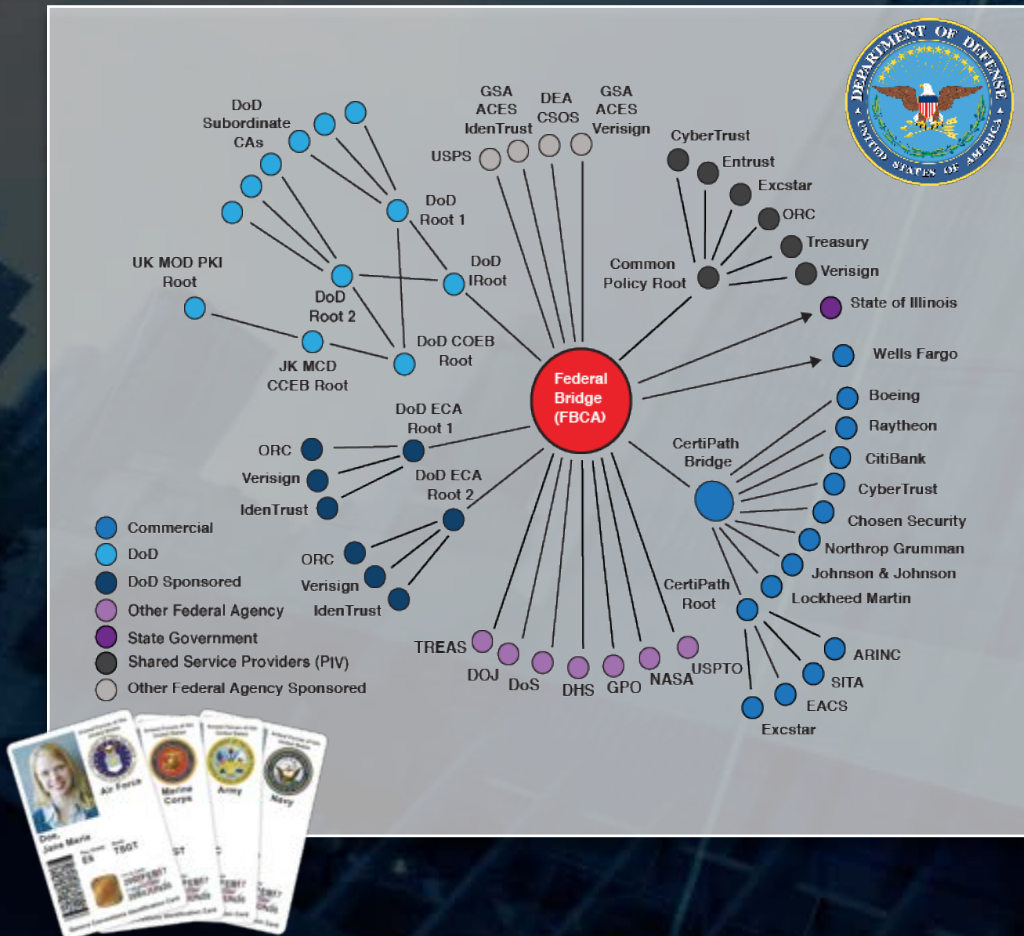 DEPARTMENT OF DEFENSE
UNITED STATES OF AMERICA
DoD
Subordinate
CAs
GSA
ACES
IdenTrust
DEA
CSOS
GSA
ACES
Verisign
USPS
CyberTrust
Entrust
Excstar
ORC
Treasury
Verisign
Common
Policy Root
DoD
Root 1
DoD
IRoot
UK MOD PKI
Root
DoD
Root 2
DoD COEB
Root
JK MCD
CCEB Root
State of Illinois
Wells Fargo
Federal
Bridge
(FBCA)
Boeing
Raytheon
CitiBank
CyberTrust
Chosen Security
Northrop Grumman
Johnson & Johnson
Lockheed Martin
CertiPath
Bridge
CertiPath
Root
ARINC
SITA
EACS
Excstar
DoD ECA
Root 1
ORC
Verisign
IdenTrust
DoD ECA
Root 2
ORC
Verisign
IdenTrust
TREAS
DOJ
DoS
DHS
GPO
NASA
USPTO
Commercial
DoD
DoD Sponsored
Other Federal Agency
State Government
Shared Service Providers (PIV)
Other Federal Agency Sponsored
Air Force
Marine
Corps
Army
Navy
Doe,
Jane Marie
E6
TSGT